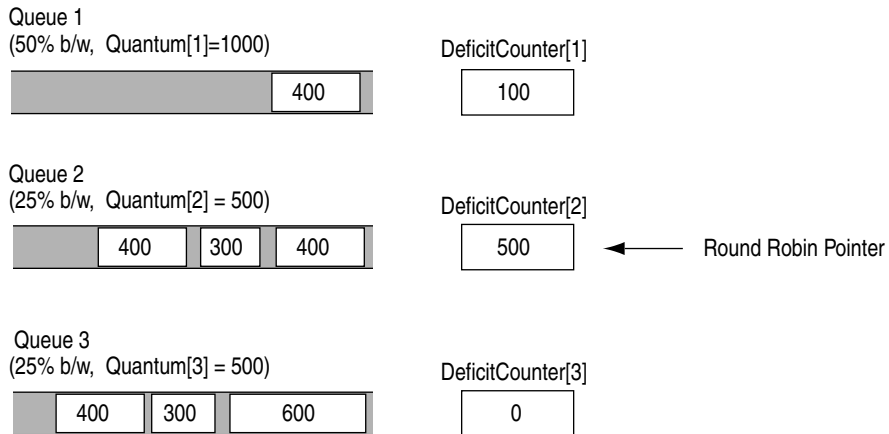 Queue 1
(50% b/w, Quantum[1]=1000)
DeficitCounter[1]
400
100
Queue 2
(25% b/w, Quantum[2] = 500)
DeficitCounter[2]
400 300 400
500
Round Robin Pointer
Queue 3
(25% b/w, Quantum[3] = 500)
DeficitCounter[3]
400 300 600
0